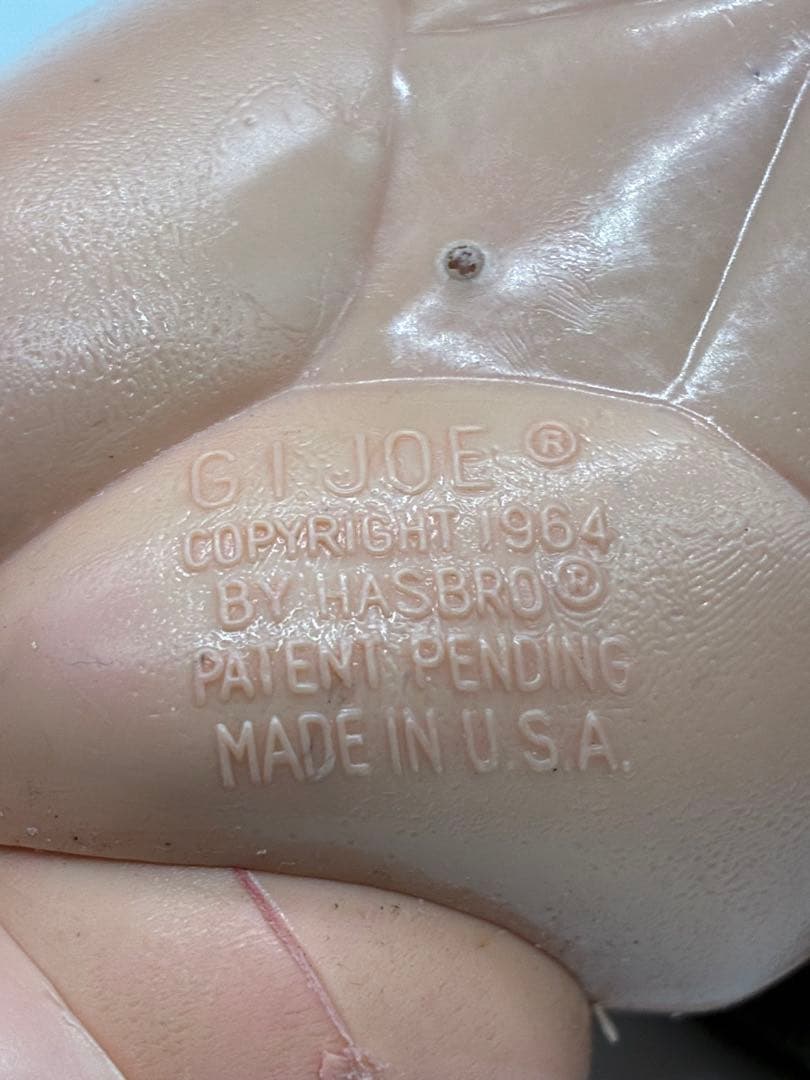 G I JOE ®
COPYRIGHT 1964
BY HASBRO ®
PATENT PENDING
MADE IN U.S.A.